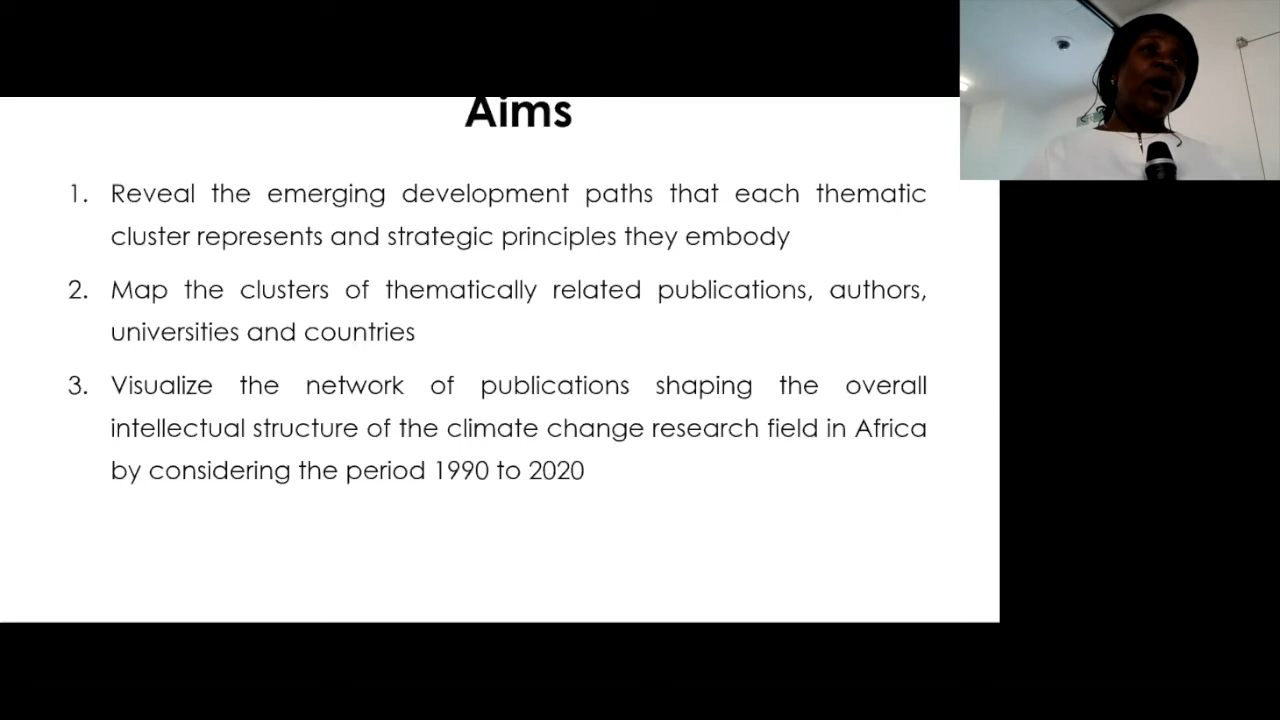 Aims
1. Reveal the emerging development paths that each thematic
cluster represents and strategic principles they embody
2. Map the clusters of thematically related publications, authors,
universities and countries
3. Visualize the network of publications shaping the overall
intellectual structure of the climate change research field in Africa
by considering the period 1990 to 2020